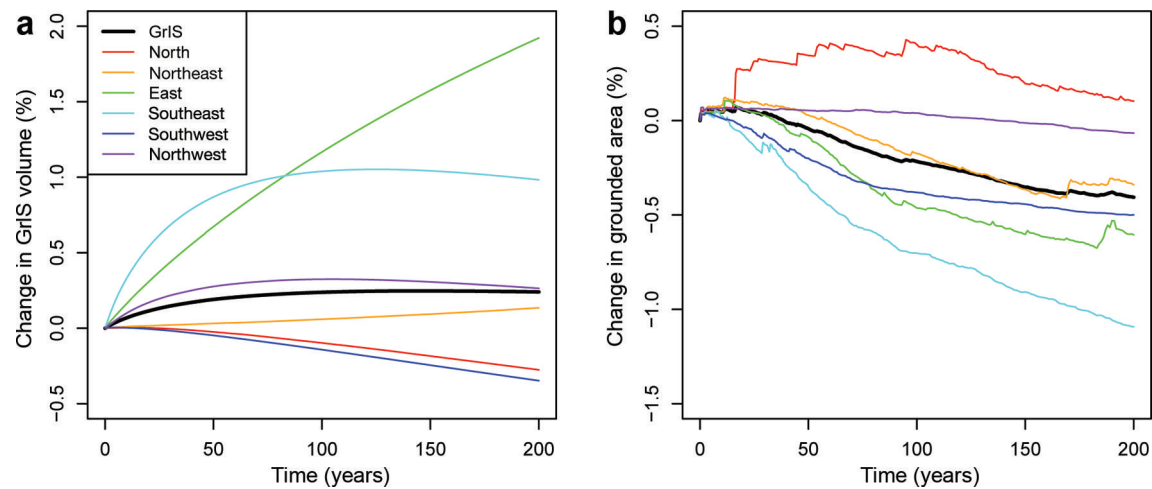 a
Change in GrIS volume (%)
2.0
1.5
1.0
0.5
0.0
−0.5
GrIS
North
Northeast
East
Southeast
Southwest
Northwest
0 50 100 150 200
Time (years)
b
Change in grounded area (%)
0.5
0.0
−0.5
−1.0
−1.5
0 50 100 150 200
Time (years)